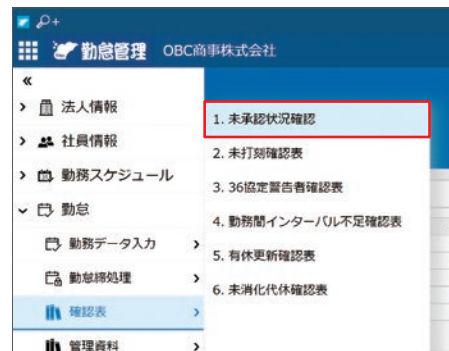 勤怠管理 OBC商事株式会社
法人情報
社員情報
勤務スケジュール
勤怠
勤務データ入力
勤怠締処理
確認表
管理資料
1. 未承認状況確認
2. 未打刻確認表
3. 36協定警告者確認表
4. 勤務間インターバル不足確認表
5. 有休更新確認表
6. 未消化代休確認表